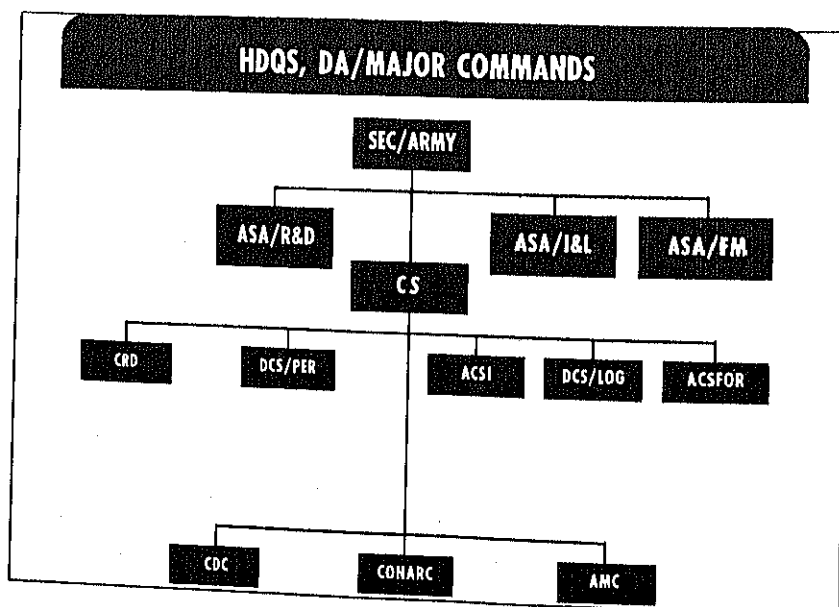 HDQS, DA/MAJOR COMMANDS
SEC/ARMY
ASA/R&D
ASA/I&L
ASA/FM
CS
CRD
DCS/PER
ACSI
DCS/LOG
ACSFOR
CDC
CONARC
AMC